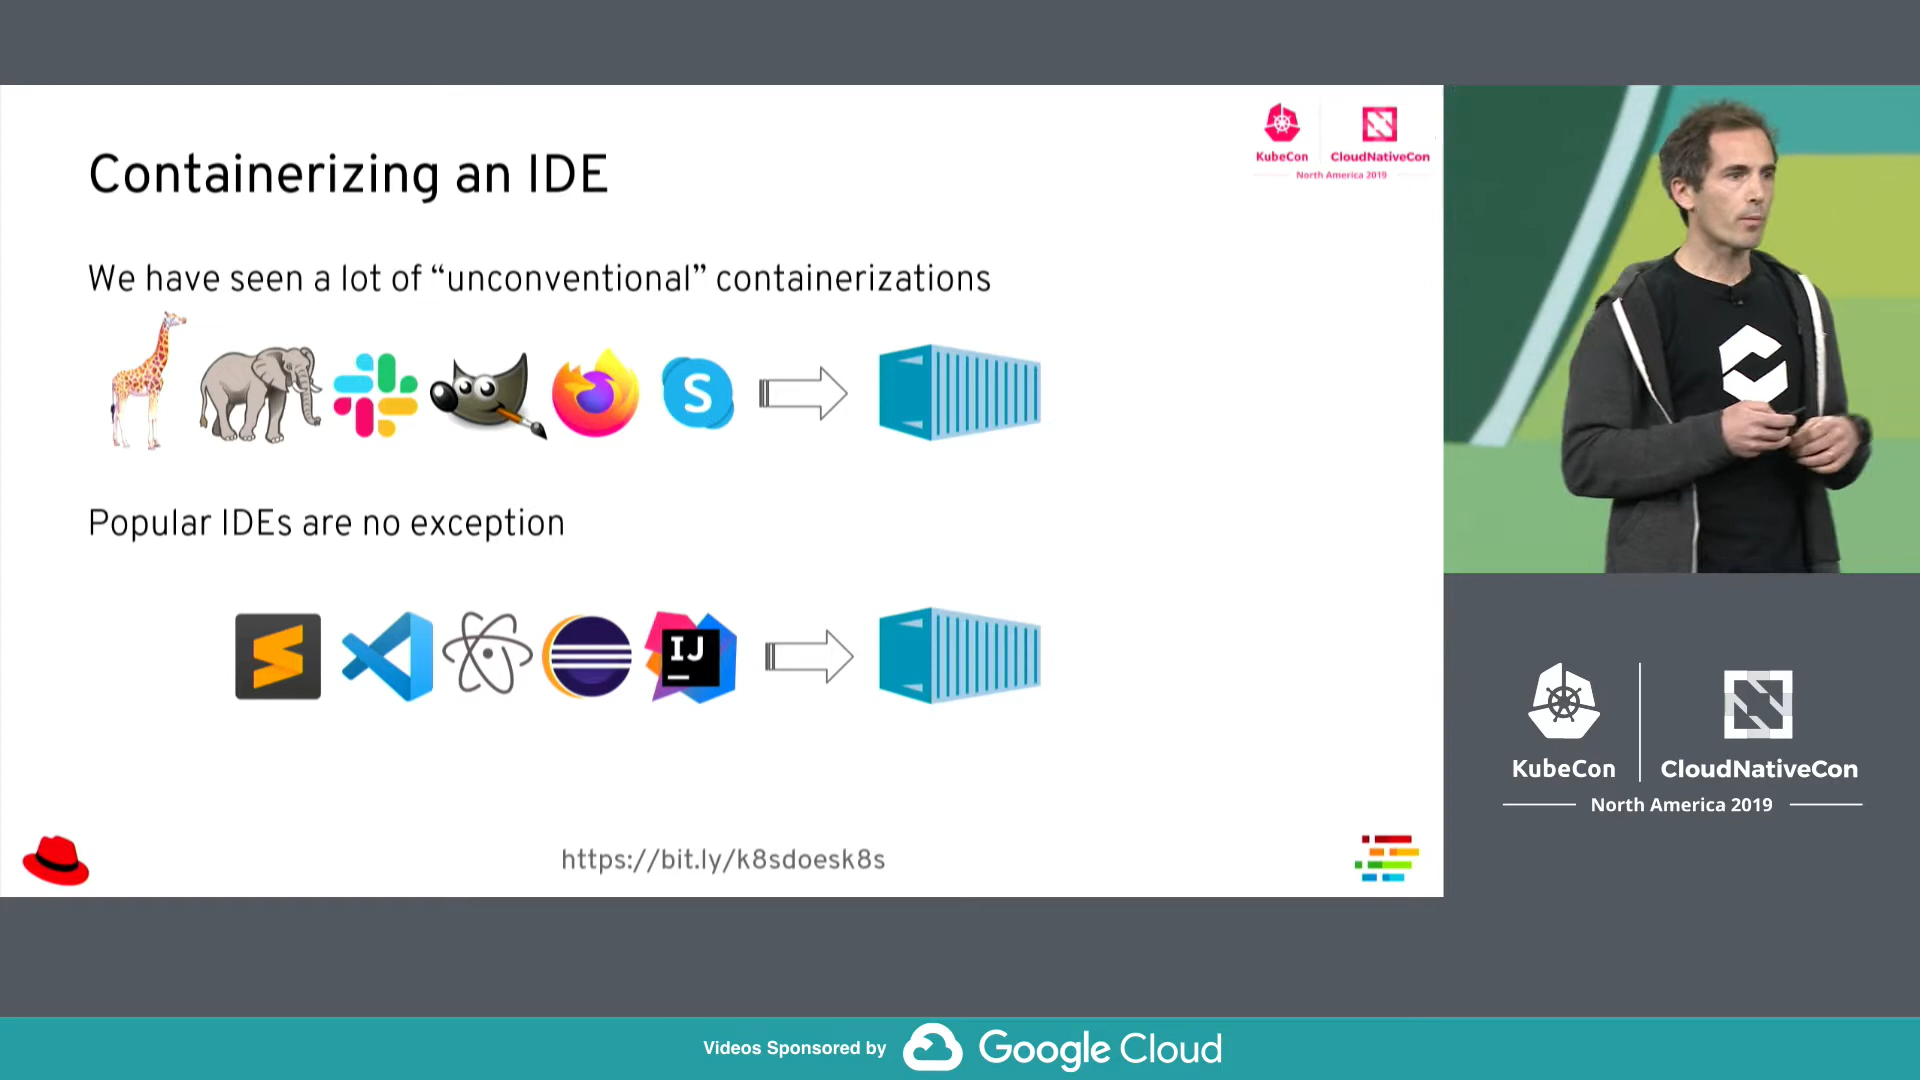 KubeCon
CloudNativeCon
North America 2019
Containerizing an IDE
We have seen a lot of “unconventional” containerizations
S
Popular IDEs are no exception
IJ
https://bit.ly/k8sdoesk8s
KubeCon
CloudNativeCon
North America 2019
Videos Sponsored by
Google Cloud